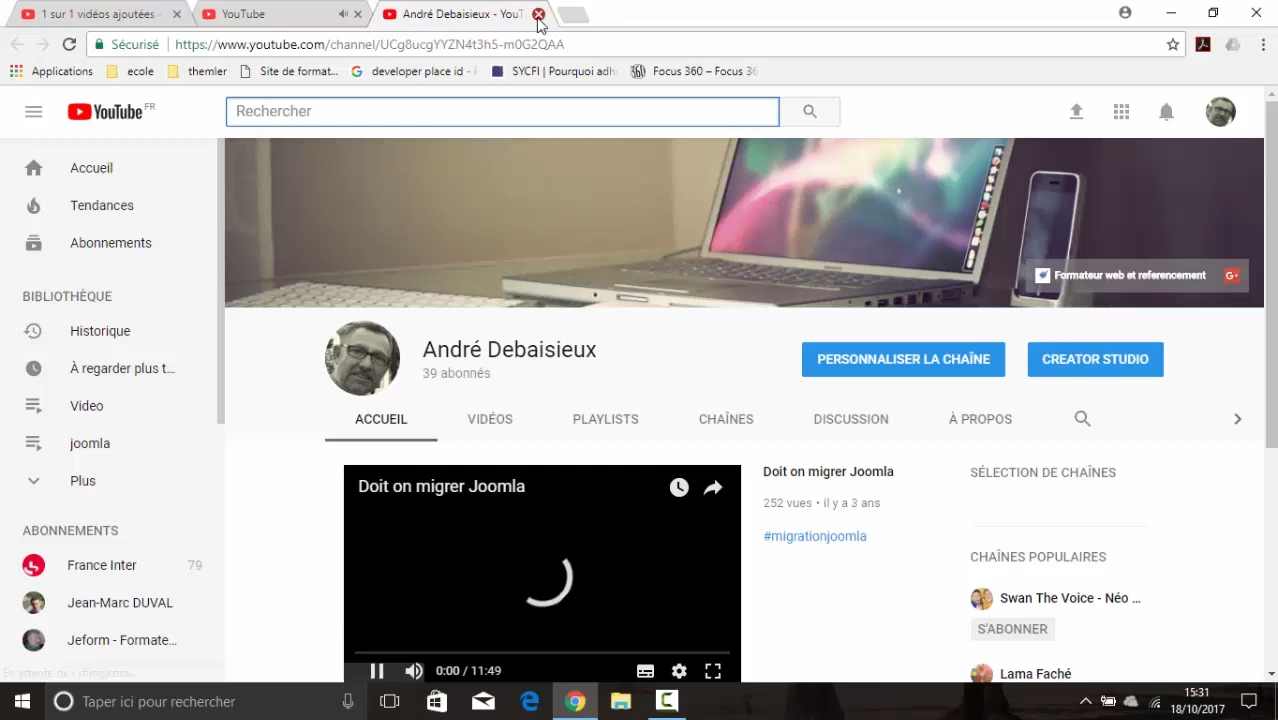 1 sur 1 vidéos ajoutées -
YouTube
André Debaisieux - YouT
Sécurisé
https://www.youtube.com/channel/UCg8ucgYYZN4t3h5-m0G2QAA
Applications
ecole
themler
Site de format...
developer place id -
SYCFI | Pourquoi adh
Focus 360 – Focus 36
YouTube FR
Rechercher
Accueil
Tendances
Abonnements
BIBLIOTHÈQUE
Historique
À regarder plus t...
Video
joomla
Plus
ABONNEMENTS
France Inter 79
Jean-Marc DUVAL
Jeform - Formate...
Formateur web et referencement G+
André Debaisieux
39 abonnés
PERSONNALISER LA CHAÎNE
CREATOR STUDIO
ACCUEIL
VIDÉOS
PLAYLISTS
CHAÎNES
DISCUSSION
À PROPOS
Doit on migrer Joomla
0:00 / 11:49
Doit on migrer Joomla
252 vues • il y a 3 ans
#migrationjoomla
SÉLECTION DE CHAÎNES
CHAÎNES POPULAIRES
Swan The Voice - Néo ...
S'ABONNER
Lama Faché
Taper ici pour rechercher
15:31
18/10/2017